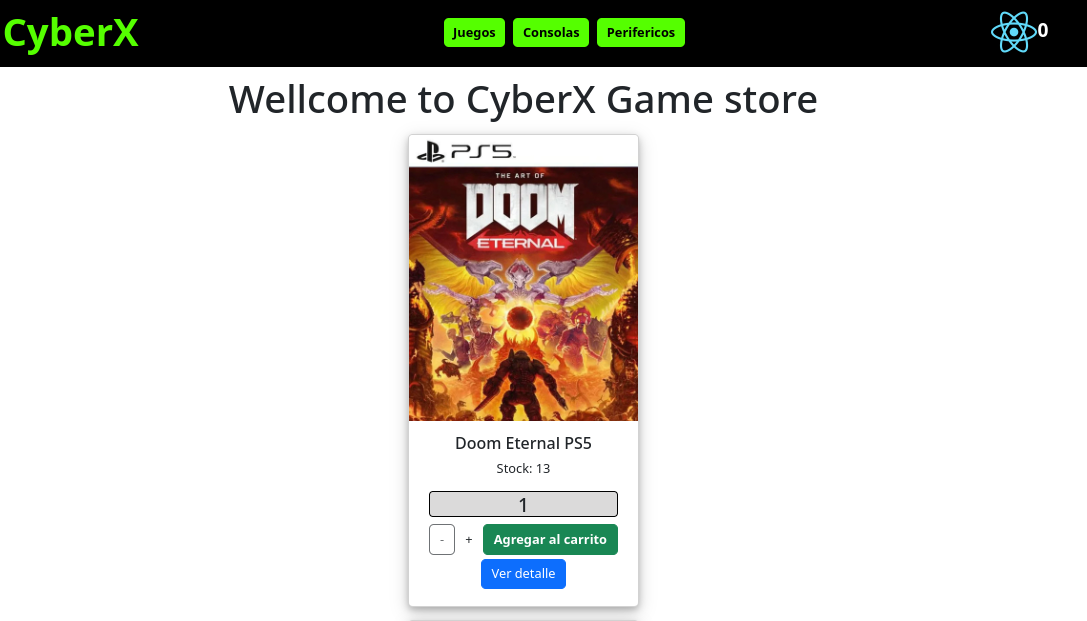 CyberX
Juegos Consolas Perifericos
0
Wellcome to CyberX Game store
PS5
THE ART OF
DOOM
ETERNAL
Doom Eternal PS5
Stock: 13
1
- + Agregar al carrito
Ver detalle